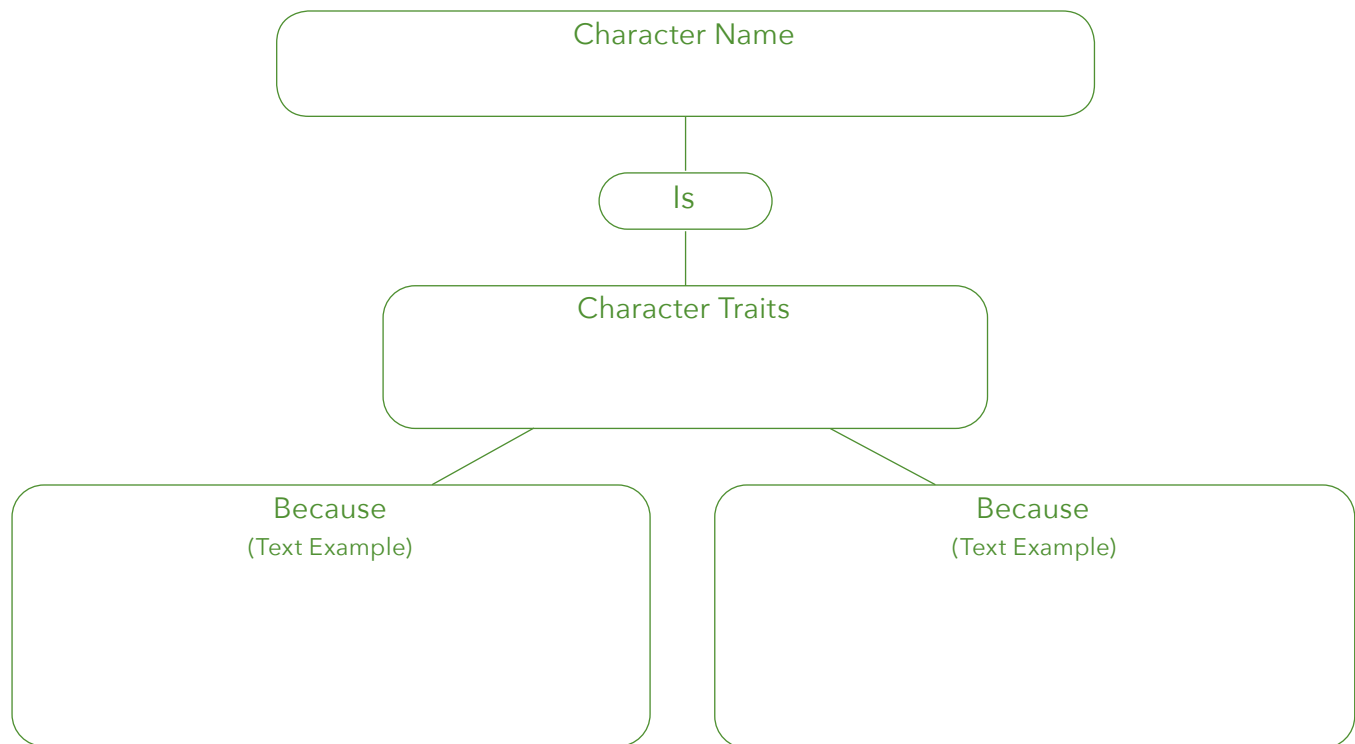 Character Name
Is
Character Traits
Because
(Text Example)
Because
(Text Example)